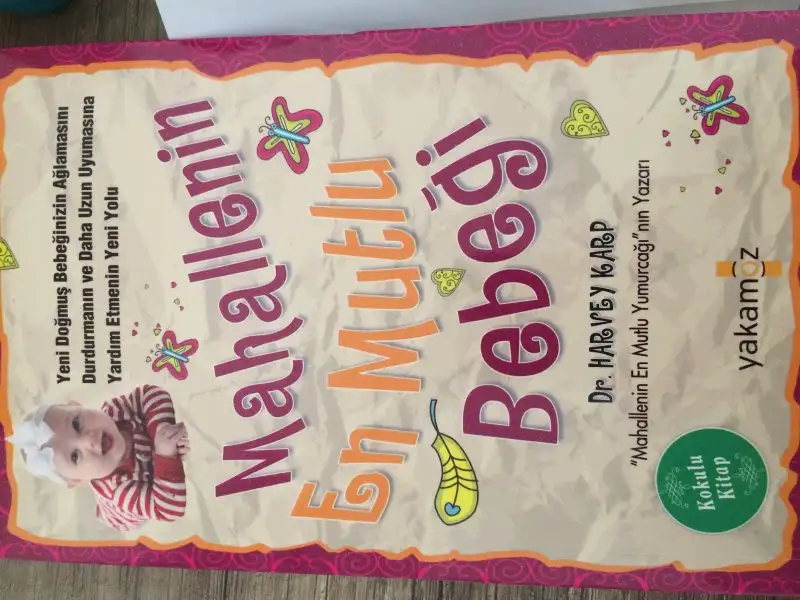 Yeni Doğmuş Bebeğinizin Ağlamasını
Durdurmanın ve Daha Uzun Uyumasına
Yardım Etmenin Yeni Yolu
Mahallenin
En Mutlu
Bebeği
Dr. HARVEY KARP
"Mahallenin En Mutlu Yumurcağı"nın Yazarı
Kokulu
Kitap
yakamoz